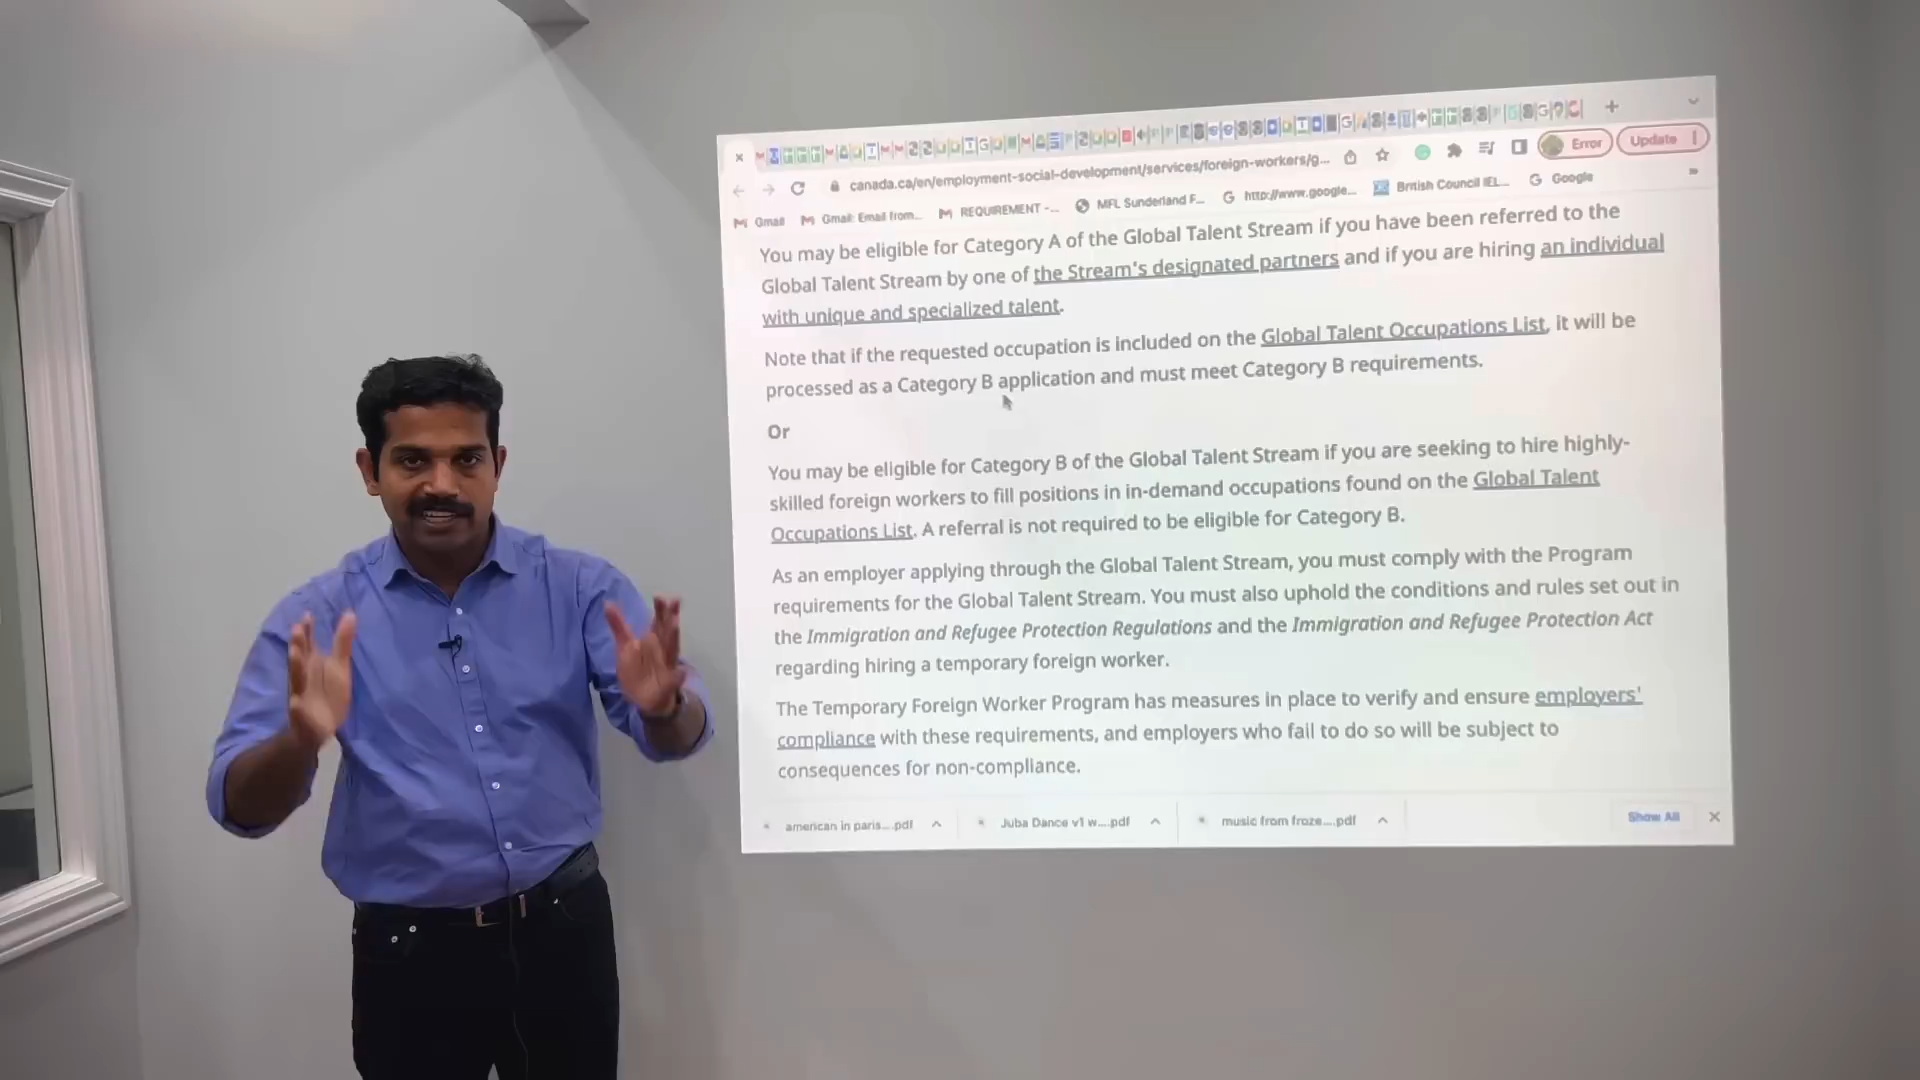 Error
Update
canada.ca/en/employment-social-development/services/foreign-workers/g...
Gmail
Gmail: Email from...
REQUIREMENT -...
MFL Sunderland F...
http://www.google...
British Council IEL...
Google
You may be eligible for Category A of the Global Talent Stream if you have been referred to the
Global Talent Stream by one of the Stream's designated partners and if you are hiring an individual
with unique and specialized talent.
Note that if the requested occupation is included on the Global Talent Occupations List, it will be
processed as a Category B application and must meet Category B requirements.
Or
You may be eligible for Category B of the Global Talent Stream if you are seeking to hire highly-
skilled foreign workers to fill positions in in-demand occupations found on the Global Talent
Occupations List. A referral is not required to be eligible for Category B.
As an employer applying through the Global Talent Stream, you must comply with the Program
requirements for the Global Talent Stream. You must also uphold the conditions and rules set out in
the Immigration and Refugee Protection Regulations and the Immigration and Refugee Protection Act
regarding hiring a temporary foreign worker.
The Temporary Foreign Worker Program has measures in place to verify and ensure employers'
compliance with these requirements, and employers who fail to do so will be subject to
consequences for non-compliance.
american in paris....pdf
Juba Dance v1 w....pdf
music from froze....pdf
Show All